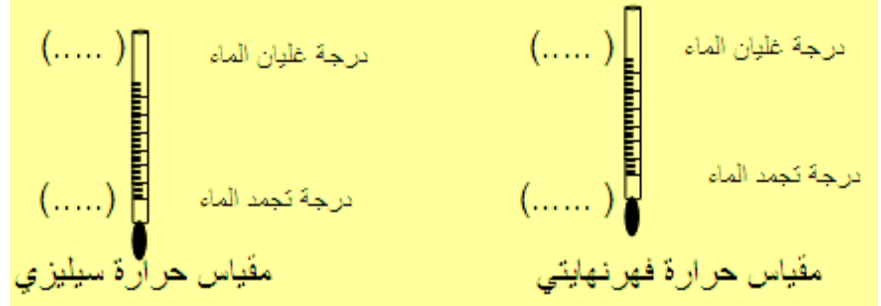 درجة غليان الماء ( .....)
درجة غليان الماء ( .....)
درجة تجمد الماء ( ......)
درجة تجمد الماء (.....)
مقياس حرارة فهرنهايتي
مقياس حرارة سيليزي